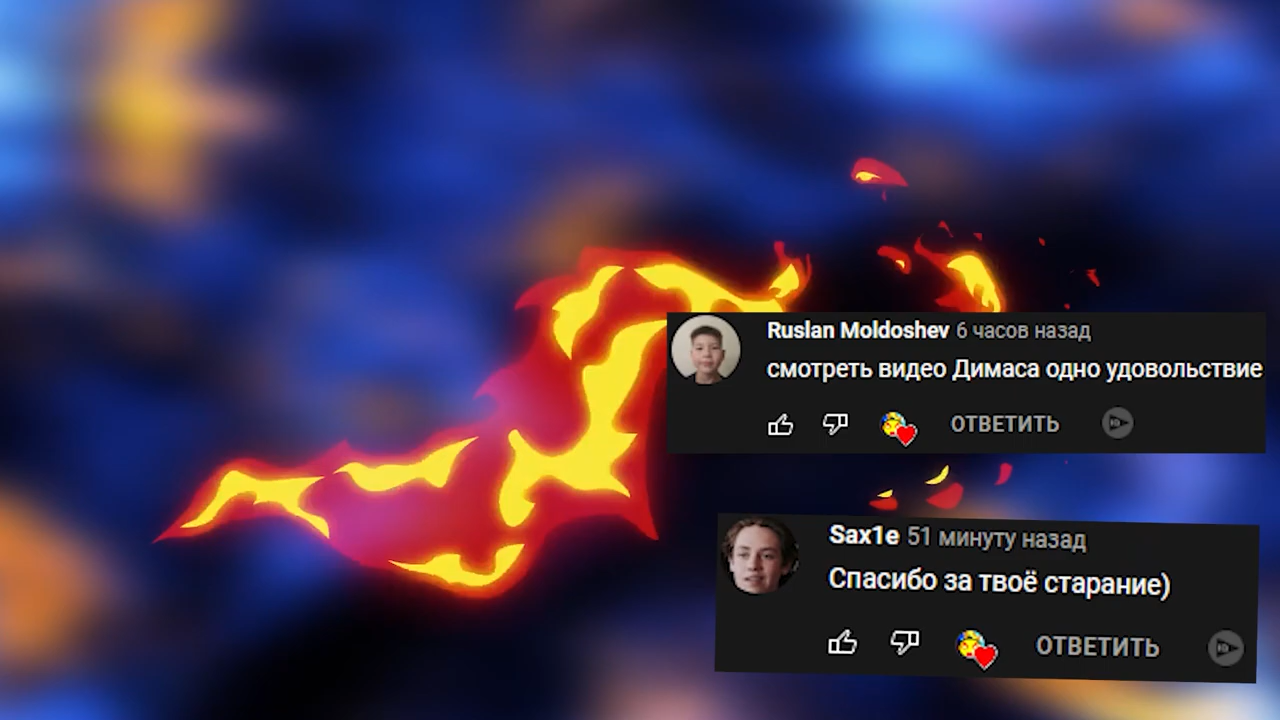 Ruslan Moldoshev 6 часов назад
смотреть видео Димаса одно удовольствие
ОТВЕТИТЬ
Sax1e 51 минуту назад
Спасибо за твоё старание)
ОТВЕТИТЬ